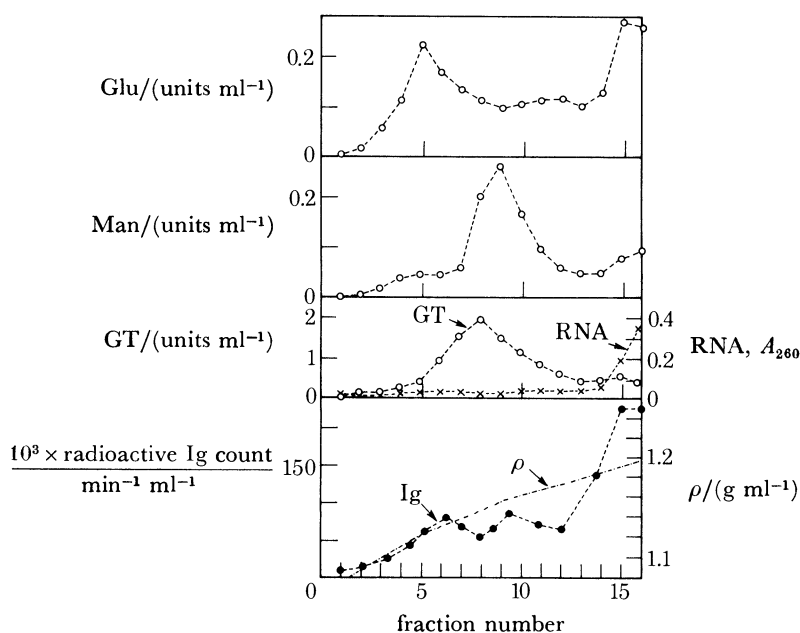 0.2
Glu/(units ml⁻¹)
0
0.2
Man/(units ml⁻¹)
0
2
GT/(units ml⁻¹)
1
0
GT
RNA
0.4
0.2
0
RNA, A₂₆₀
10³ × radioactive Ig count
min⁻¹ ml⁻¹
150
Ig
ρ
1.2
ρ/(g ml⁻¹)
1.1
0 5 10 15
fraction number